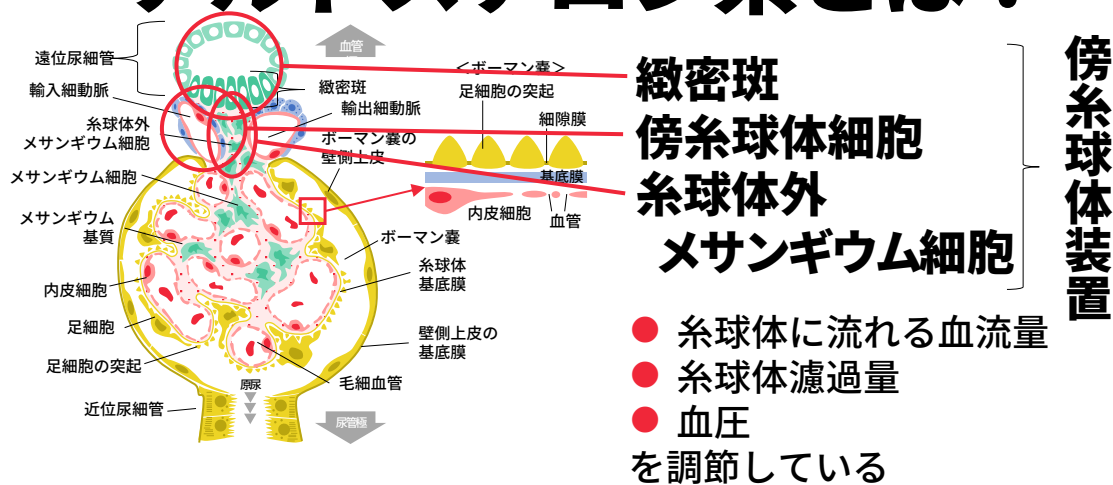 血管
遠位尿細管
輸入細動脈
糸球体外
メサンギウム細胞
メサンギウム細胞
メサンギウム
基質
内皮細胞
足細胞
足細胞の突起
近位尿細管
緻密斑
輸出細動脈
ボーマン嚢の
壁側上皮
ボーマン嚢
糸球体
基底膜
壁側上皮の
基底膜
毛細血管
原尿
尿管極
＜ボーマン嚢＞
足細胞の突起
細隙膜
基底膜
内皮細胞
血管
緻密斑
傍糸球体細胞
糸球体外
メサンギウム細胞
傍糸球体装置
糸球体に流れる血流量
糸球体濾過量
血圧
を調節している